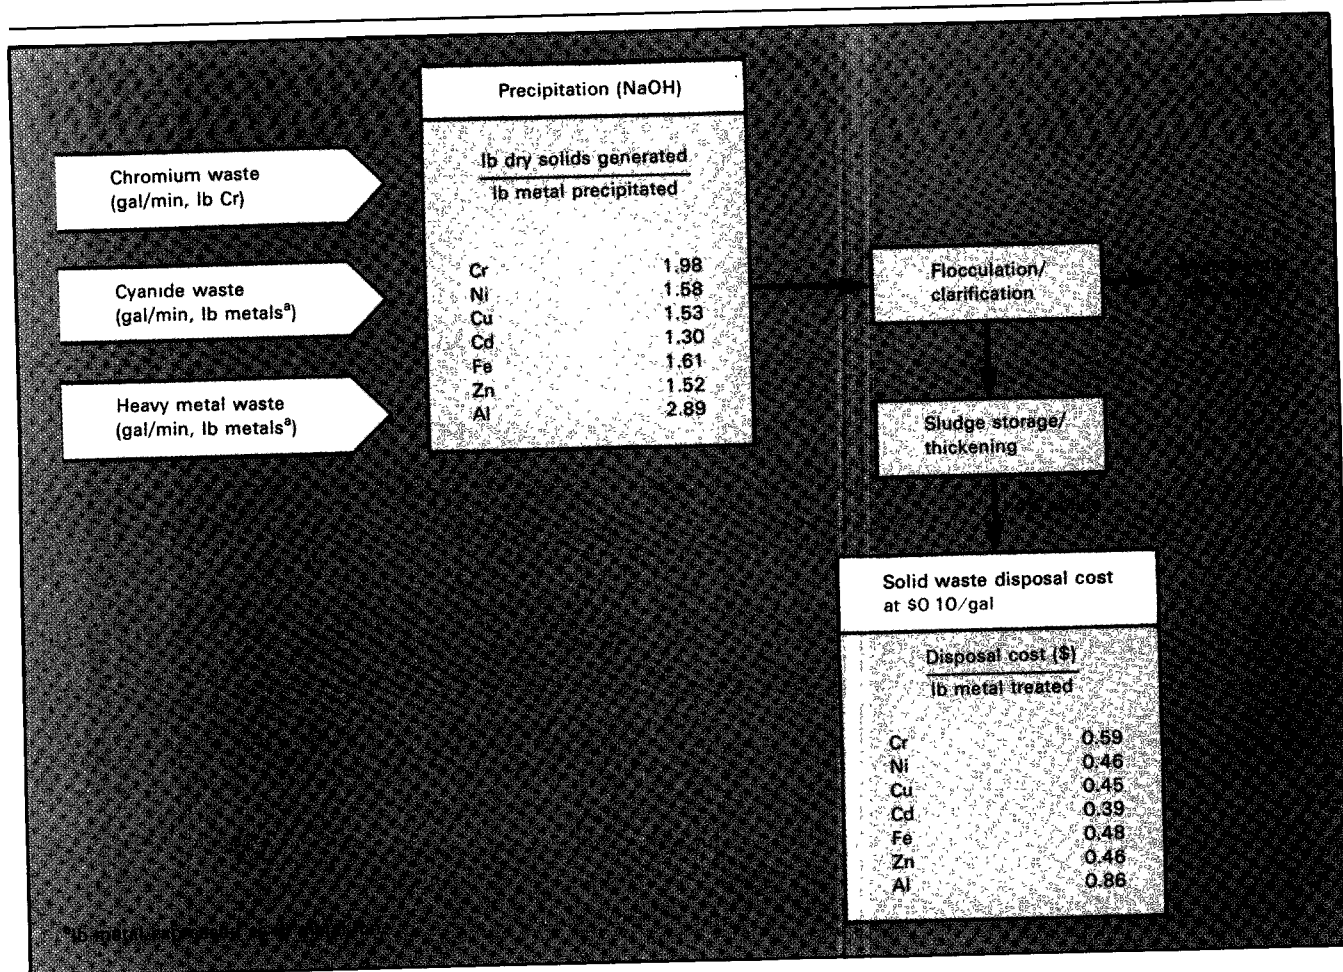 Precipitation (NaOH)
lb dry solids generated
lb metal precipitated
Cr 1.98
Ni 1.58
Cu 1.53
Cd 1.30
Fe 1.61
Zn 1.52
Al 2.89
Chromium waste
(gal/min, lb Cr)
Cyanide waste
(gal/min, lb metalsᵃ)
Heavy metal waste
(gal/min, lb metalsᵃ)
Flocculation/
clarification
Sludge storage/
thickening
Solid waste disposal cost
at $0 10/gal
Disposal cost ($)
lb metal treated
Cr 0.59
Ni 0.46
Cu 0.45
Cd 0.39
Fe 0.48
Zn 0.46
Al 0.86
ᵃlb metal